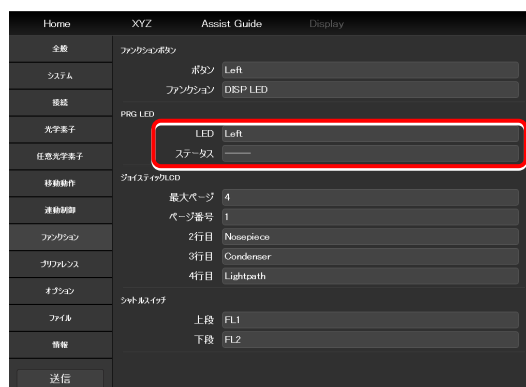 Home XYZ Assist Guide Display
全般
システム
接続
光学素子
任意光学素子
移動動作
連動制御
ファンクション
プリファレンス
オプション
ファイル
情報
送信
ファンクションボタン
ボタン Left
ファンクション DISP LED
PRG LED
LED Left
ステータス ――
ジョイスティックLCD
最大ページ 4
ページ番号 1
2行目 Nosepiece
3行目 Condenser
4行目 Lightpath
シャトルスイッチ
上段 FL1
下段 FL2